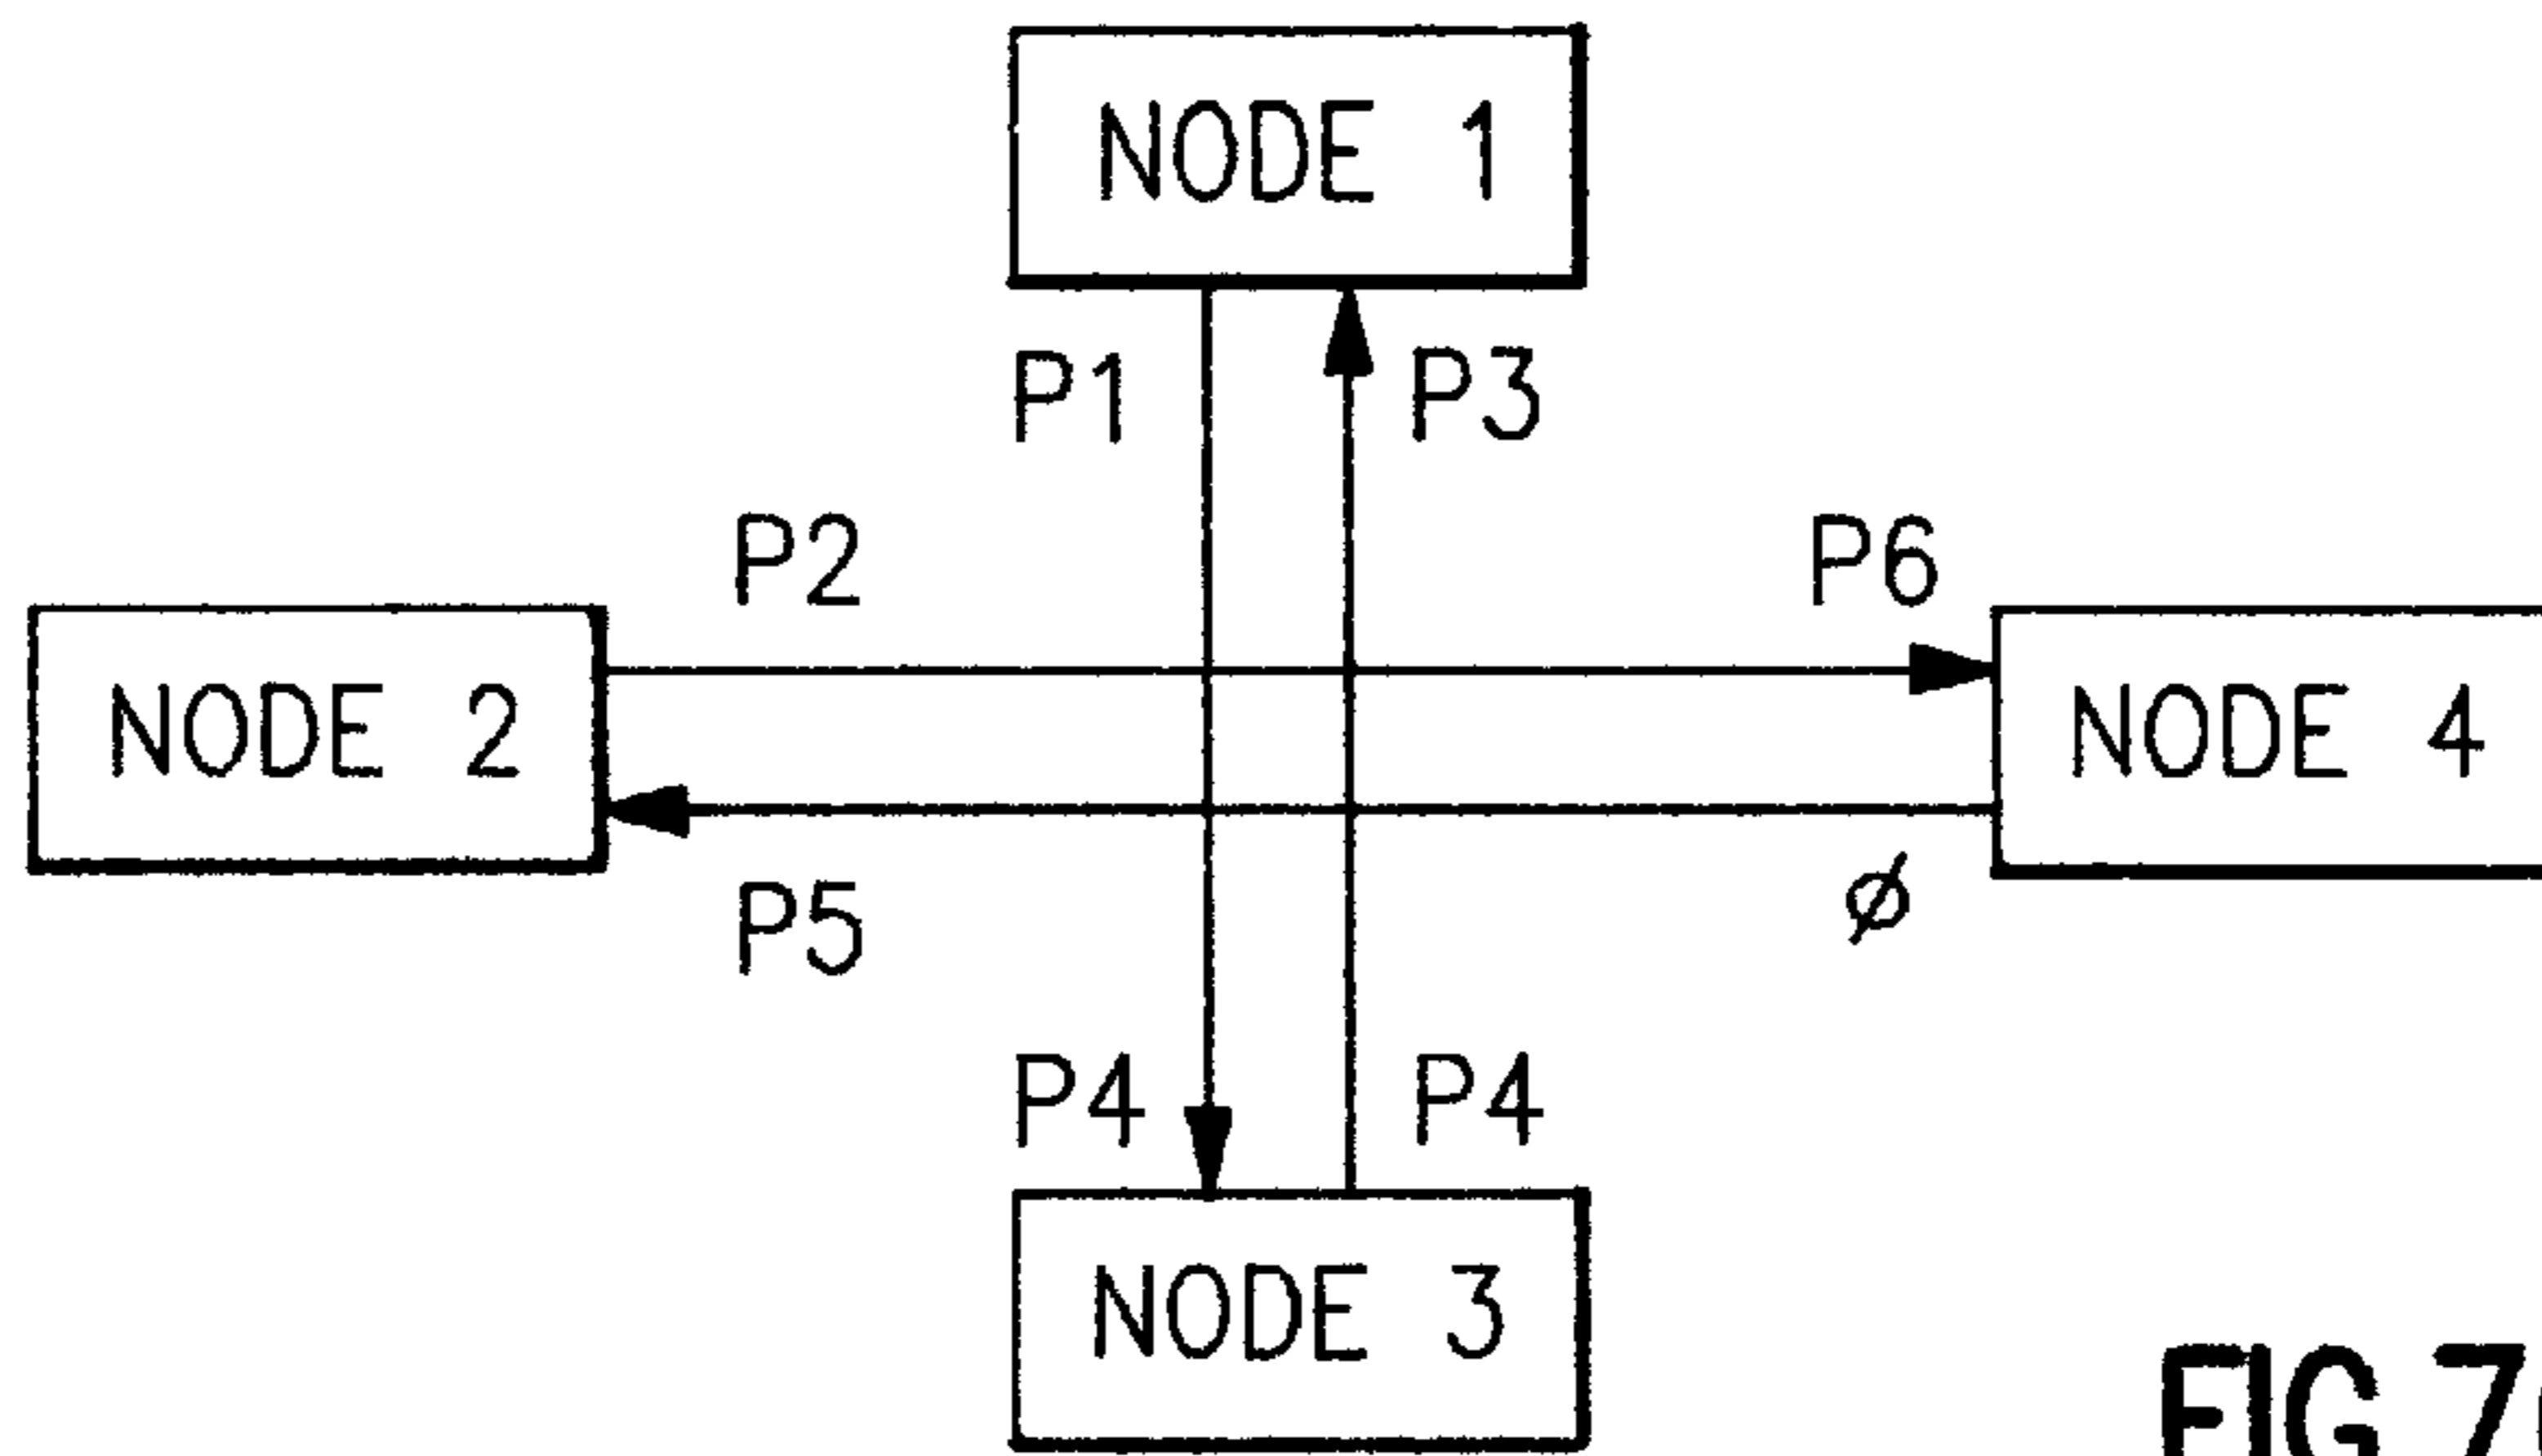 NODE 1
P1 P3
P2 P6
NODE 2 NODE 4
P5 ϕ
P4 P4
NODE 3
FIG 7